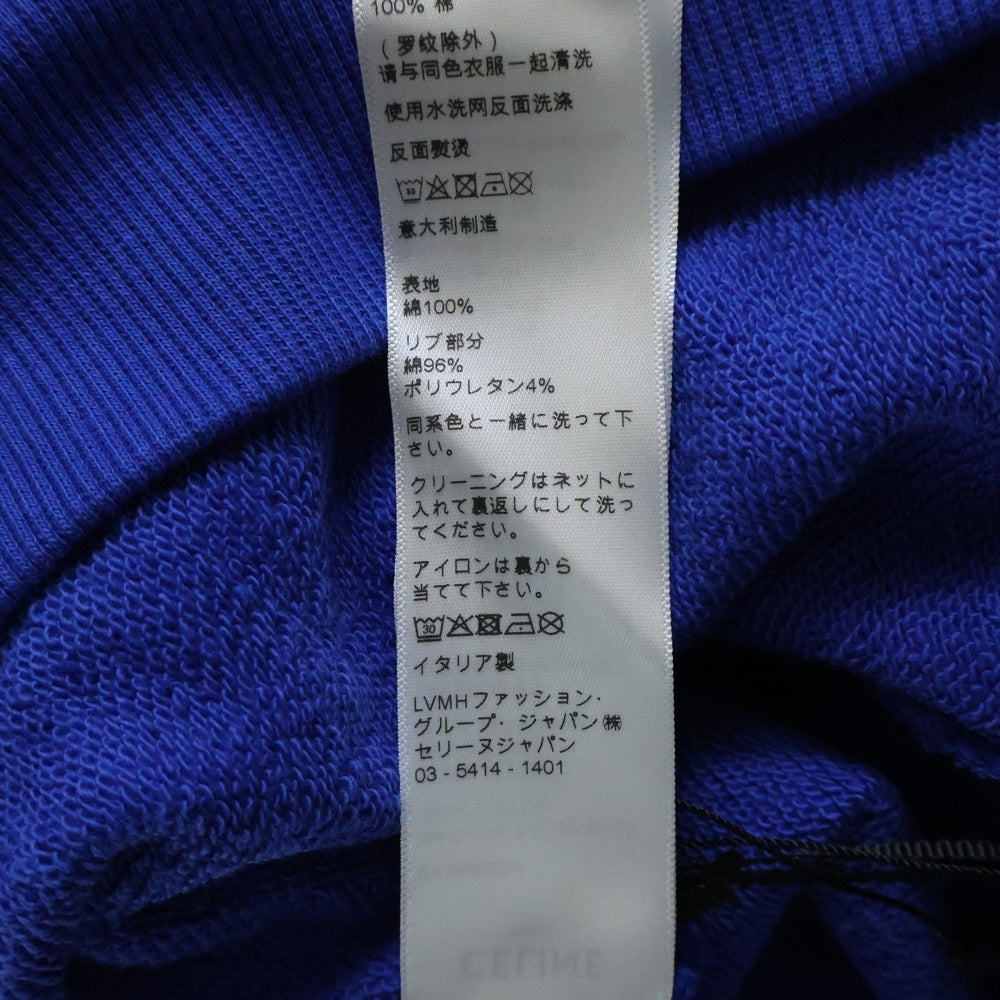 100% 棉
(罗纹除外)
请与同色衣服一起清洗
使用水洗网反面洗涤
反面熨烫
30
意大利制造
表地
綿100%
リブ部分
綿96%
ポリウレタン4%
同系色と一緒に洗って下
さい。
クリーニングはネットに
入れて裏返しにして洗っ
てください。
アイロンは裏から
当てて下さい。
30
イタリア製
LVMHファッション·
グループ· ジャパン㈱
セリーヌジャパン
03 - 5414 - 1401
CELINE